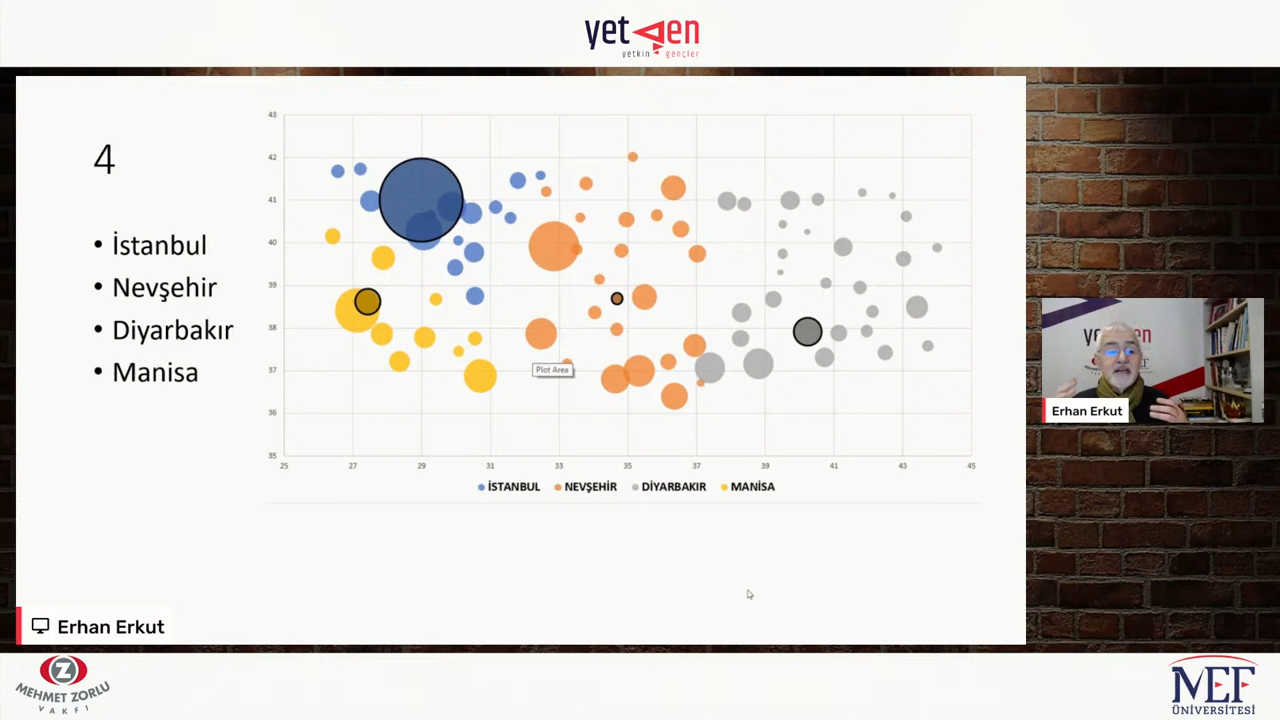 yetgen
yetkin gençler
4
• İstanbul
• Nevşehir
• Diyarbakır
• Manisa
43
42
41
40
39
38
37
36
35
25 27 29 31 33 35 37 39 41 43 45
Plot Area
İSTANBUL NEVŞEHİR DİYARBAKIR MANİSA
Erhan Erkut
Erhan Erkut
Z
MEHMET ZORLU
VAKFI
MEF
ÜNİVERSİTESİ